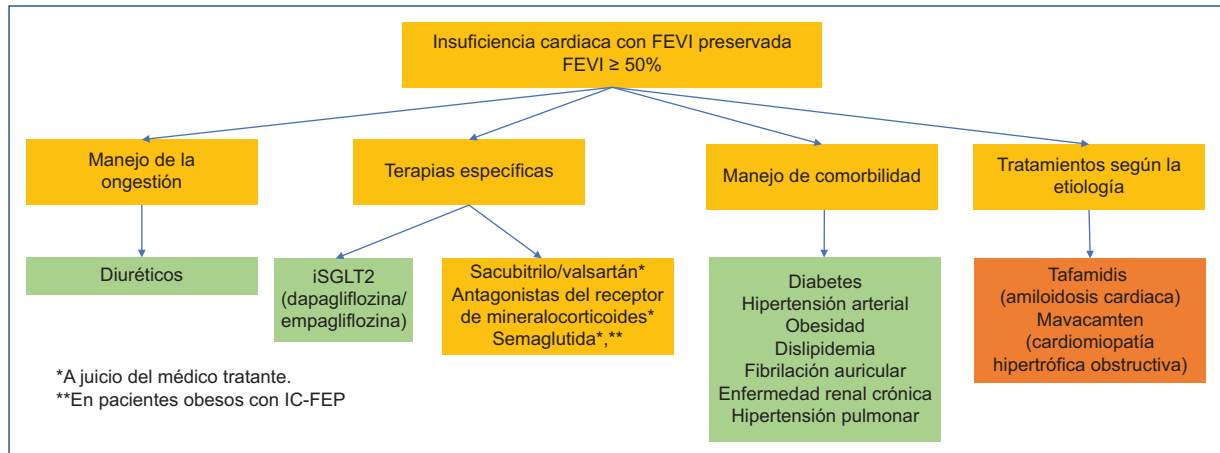 Insuficiencia cardiaca con FEVI preservada
FEVI ≥ 50%
Manejo de la
ongestión
Terapias específicas
Manejo de comorbilidad
Tratamientos según la
etiología
Diuréticos
iSGLT2
(dapagliflozina/
empagliflozina)
Sacubitrilo/valsartán*
Antagonistas del receptor
de mineralocorticoides*
Semaglutida*,**
Diabetes
Hipertensión arterial
Obesidad
Dislipidemia
Fibrilación auricular
Enfermedad renal crónica
Hipertensión pulmonar
Tafamidis
(amiloidosis cardiaca)
Mavacamten
(cardiomiopatía
hipertrófica obstructiva)
*A juicio del médico tratante.
**En pacientes obesos con IC-FEP